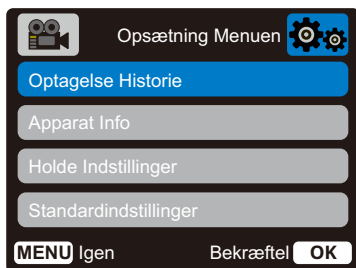 Opsætning Menuen
Optagelse Historie
Apparat Info
Holde Indstillinger
Standardindstillinger
MENU Igen Bekræftel OK